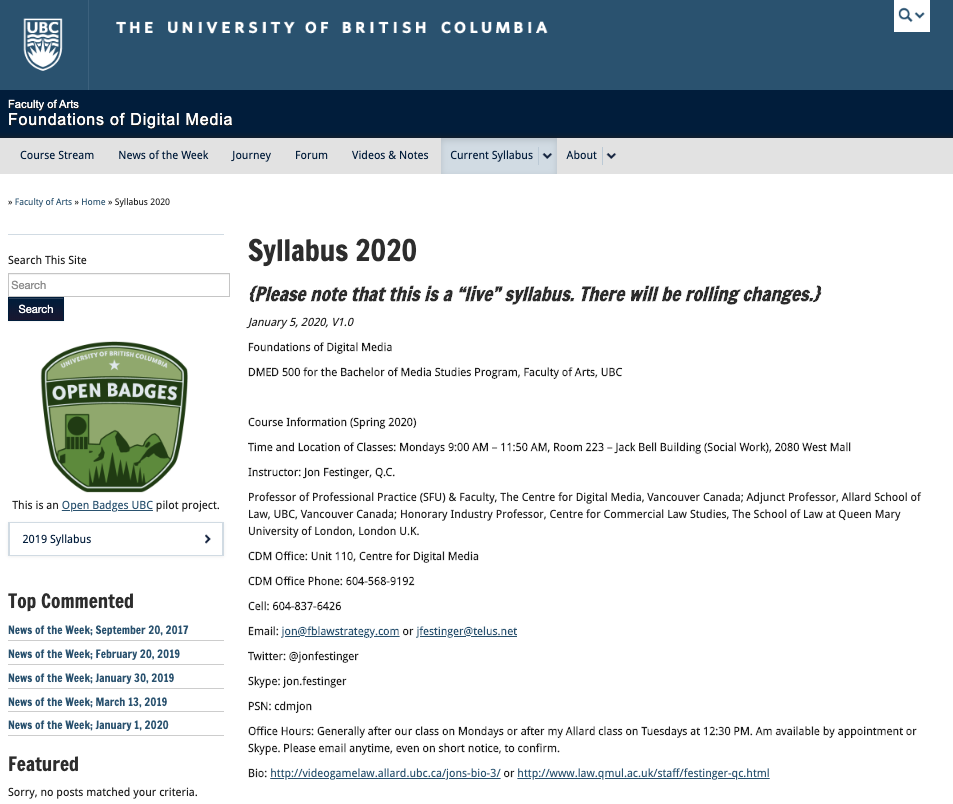 UBC
THE UNIVERSITY OF BRITISH COLUMBIA
Faculty of Arts
Foundations of Digital Media
Course Stream
News of the Week
Journey
Forum
Videos & Notes
Current Syllabus
About
» Faculty of Arts » Home » Syllabus 2020
Search This Site
Search
Search
UNIVERSITY OF BRITISH COLUMBIA
OPEN BADGES
This is an Open Badges UBC pilot project.
2019 Syllabus
Top Commented
News of the Week; September 20, 2017
News of the Week; February 20, 2019
News of the Week; January 30, 2019
News of the Week; March 13, 2019
News of the Week; January 1, 2020
Featured
Sorry, no posts matched your criteria.
Syllabus 2020
{Please note that this is a “live” syllabus. There will be rolling changes.}
January 5, 2020, V1.0
Foundations of Digital Media
DMED 500 for the Bachelor of Media Studies Program, Faculty of Arts, UBC
Course Information (Spring 2020)
Time and Location of Classes: Mondays 9:00 AM – 11:50 AM, Room 223 – Jack Bell Building (Social Work), 2080 West Mall
Instructor: Jon Festinger, Q.C.
Professor of Professional Practice (SFU) & Faculty, The Centre for Digital Media, Vancouver Canada; Adjunct Professor, Allard School of
Law, UBC, Vancouver Canada; Honorary Industry Professor, Centre for Commercial Law Studies, The School of Law at Queen Mary
University of London, London U.K.
CDM Office: Unit 110, Centre for Digital Media
CDM Office Phone: 604-568-9192
Cell: 604-837-6426
Email: jon@fblawstrategy.com or jfestinger@telus.net
Twitter: @jonfestinger
Skype: jon.festinger
PSN: cdmjon
Office Hours: Generally after our class on Mondays or after my Allard class on Tuesdays at 12:30 PM. Am available by appointment or
Skype. Please email anytime, even on short notice, to confirm.
Bio: http://videogamelaw.allard.ubc.ca/jons-bio-3/ or http://www.law.qmul.ac.uk/staff/festinger-qc.html